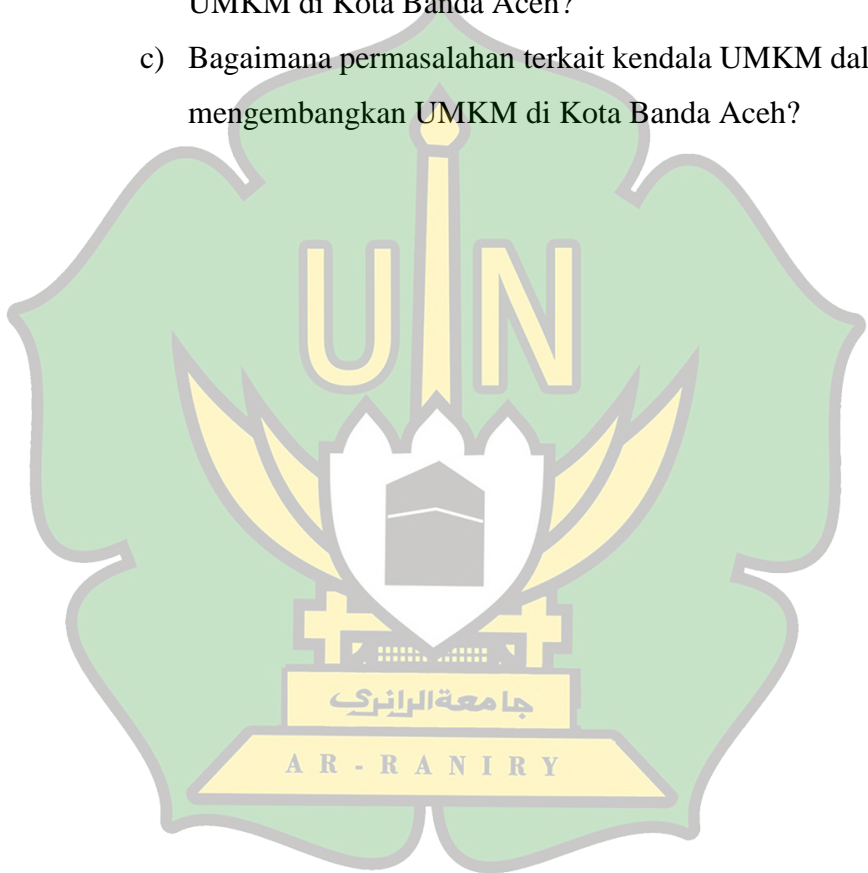 UMKM di Kota Banda Aceh?
c) Bagaimana permasalahan terkait kendala UMKM dal
mengembangkan UMKM di Kota Banda Aceh?
UIN
جامعةالرانري
AR-RANIRY